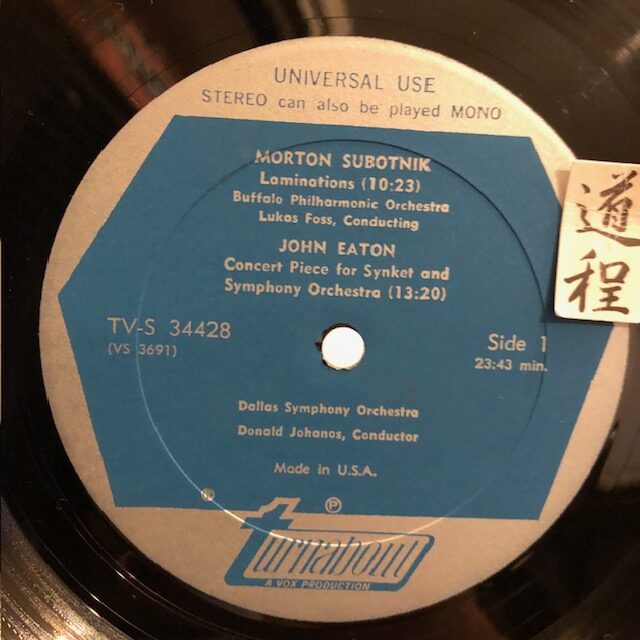 UNIVERSAL USE
STEREO can also be played MONO
MORTON SUBOTNIK
Laminations (10:23)
Buffalo Philharmonic Orchestra
Lukas Foss, Conducting
JOHN EATON
Concert Piece for Synket and
Symphony Orchestra (13:20)
TV-S 34428
(VS 3691)
Side 1
23:43 min.
Dallas Symphony Orchestra
Donald Johanos, Conductor
Made in U.S.A.
℗
turnabout
A VOX PRODUCTION
道程